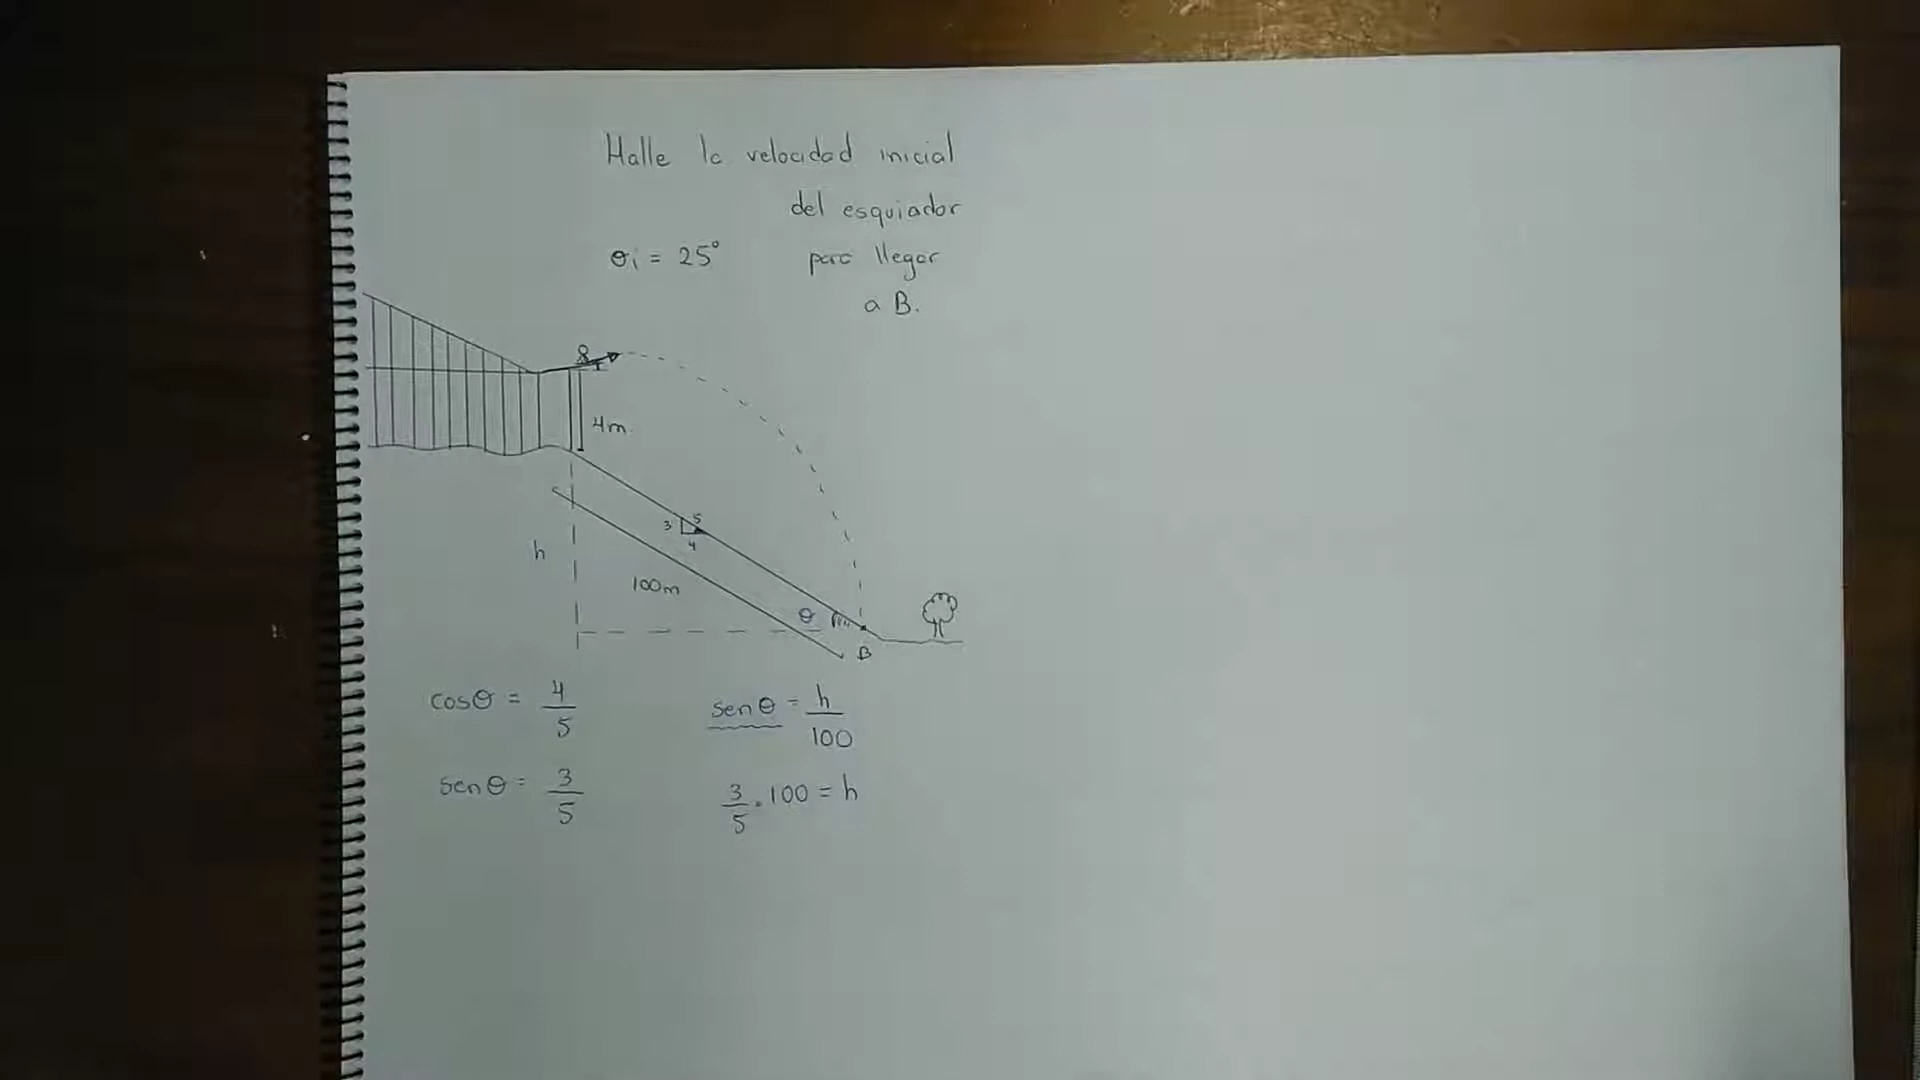 Halle la velocidad inicial
del esquiador
θi = 25° para llegar
a B.
4m
3 5
4
h
100m
θ
B
cosθ = 4/5
senθ = h/100
senθ = 3/5
3/5 · 100 = h